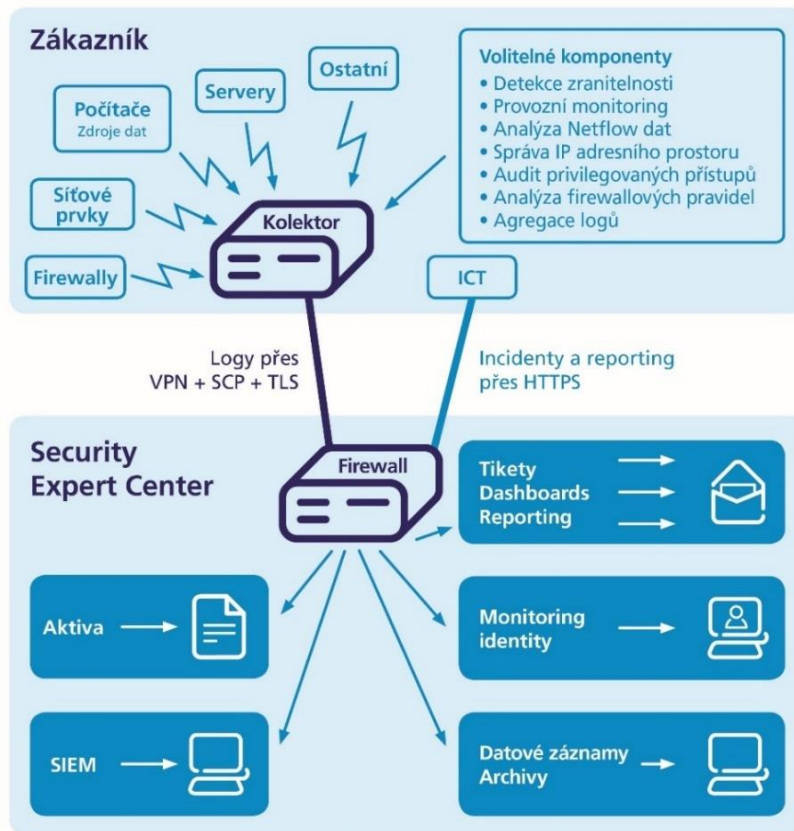 Zákazník
Ostatní
Servery
Počítače
Zdroje dat
Síťové
prvky
Firewally
Kolektor
Volitelné komponenty
• Detekce zranitelnosti
• Provozní monitoring
• Analýza Netflow dat
• Správa IP adresního prostoru
• Audit privilegovaných přístupů
• Analýza firewallových pravidel
• Agregace logů
ICT
Logy přes
VPN + SCP + TLS
Incidenty a reporting
přes HTTPS
Security
Expert Center
Firewall
Tikety
Dashboards
Reporting
Aktiva
Monitoring
identity
SIEM
Datové záznamy
Archivy